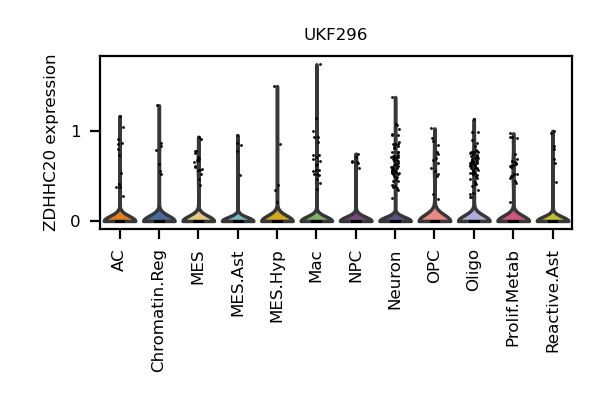 UKF296
ZDHHC20 expression
1
0
AC
Chromatin.Reg
MES
MES.Ast
MES.Hyp
Mac
NPC
Neuron
OPC
Oligo
Prolif.Metab
Reactive.Ast